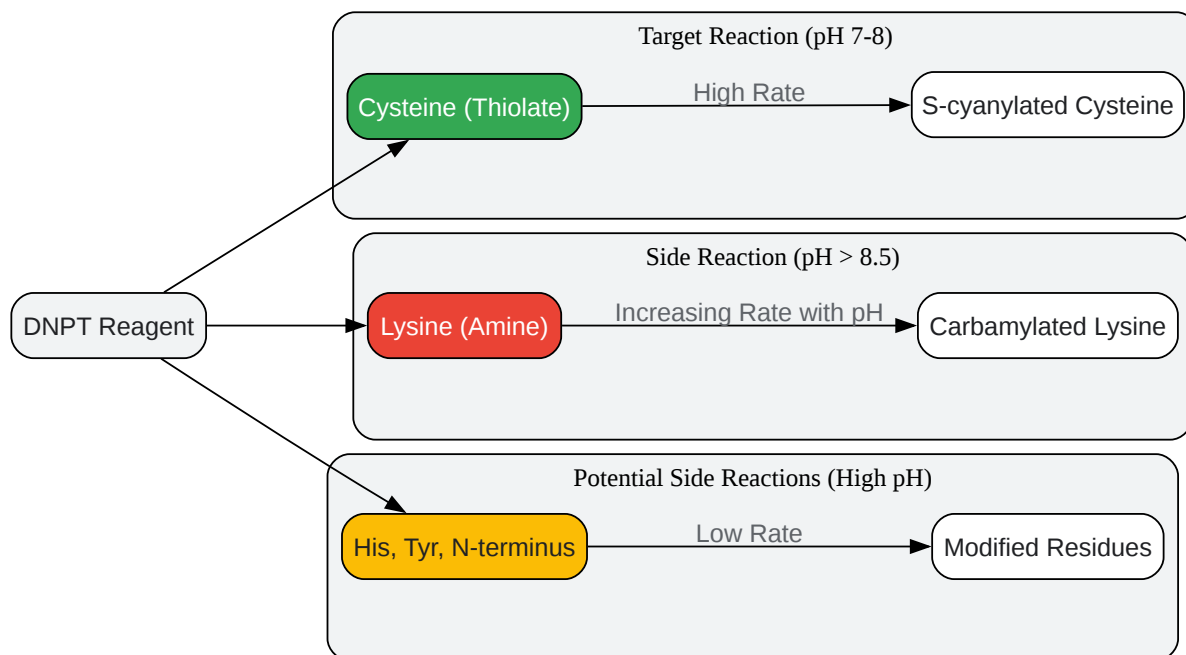 Target Reaction (pH 7-8)
Cysteine (Thiolate)
High Rate
S-cyanylated Cysteine
Side Reaction (pH > 8.5)
DNPT Reagent
Lysine (Amine)
Increasing Rate with pH
Carbamylated Lysine
Potential Side Reactions (High pH)
His, Tyr, N-terminus
Low Rate
Modified Residues